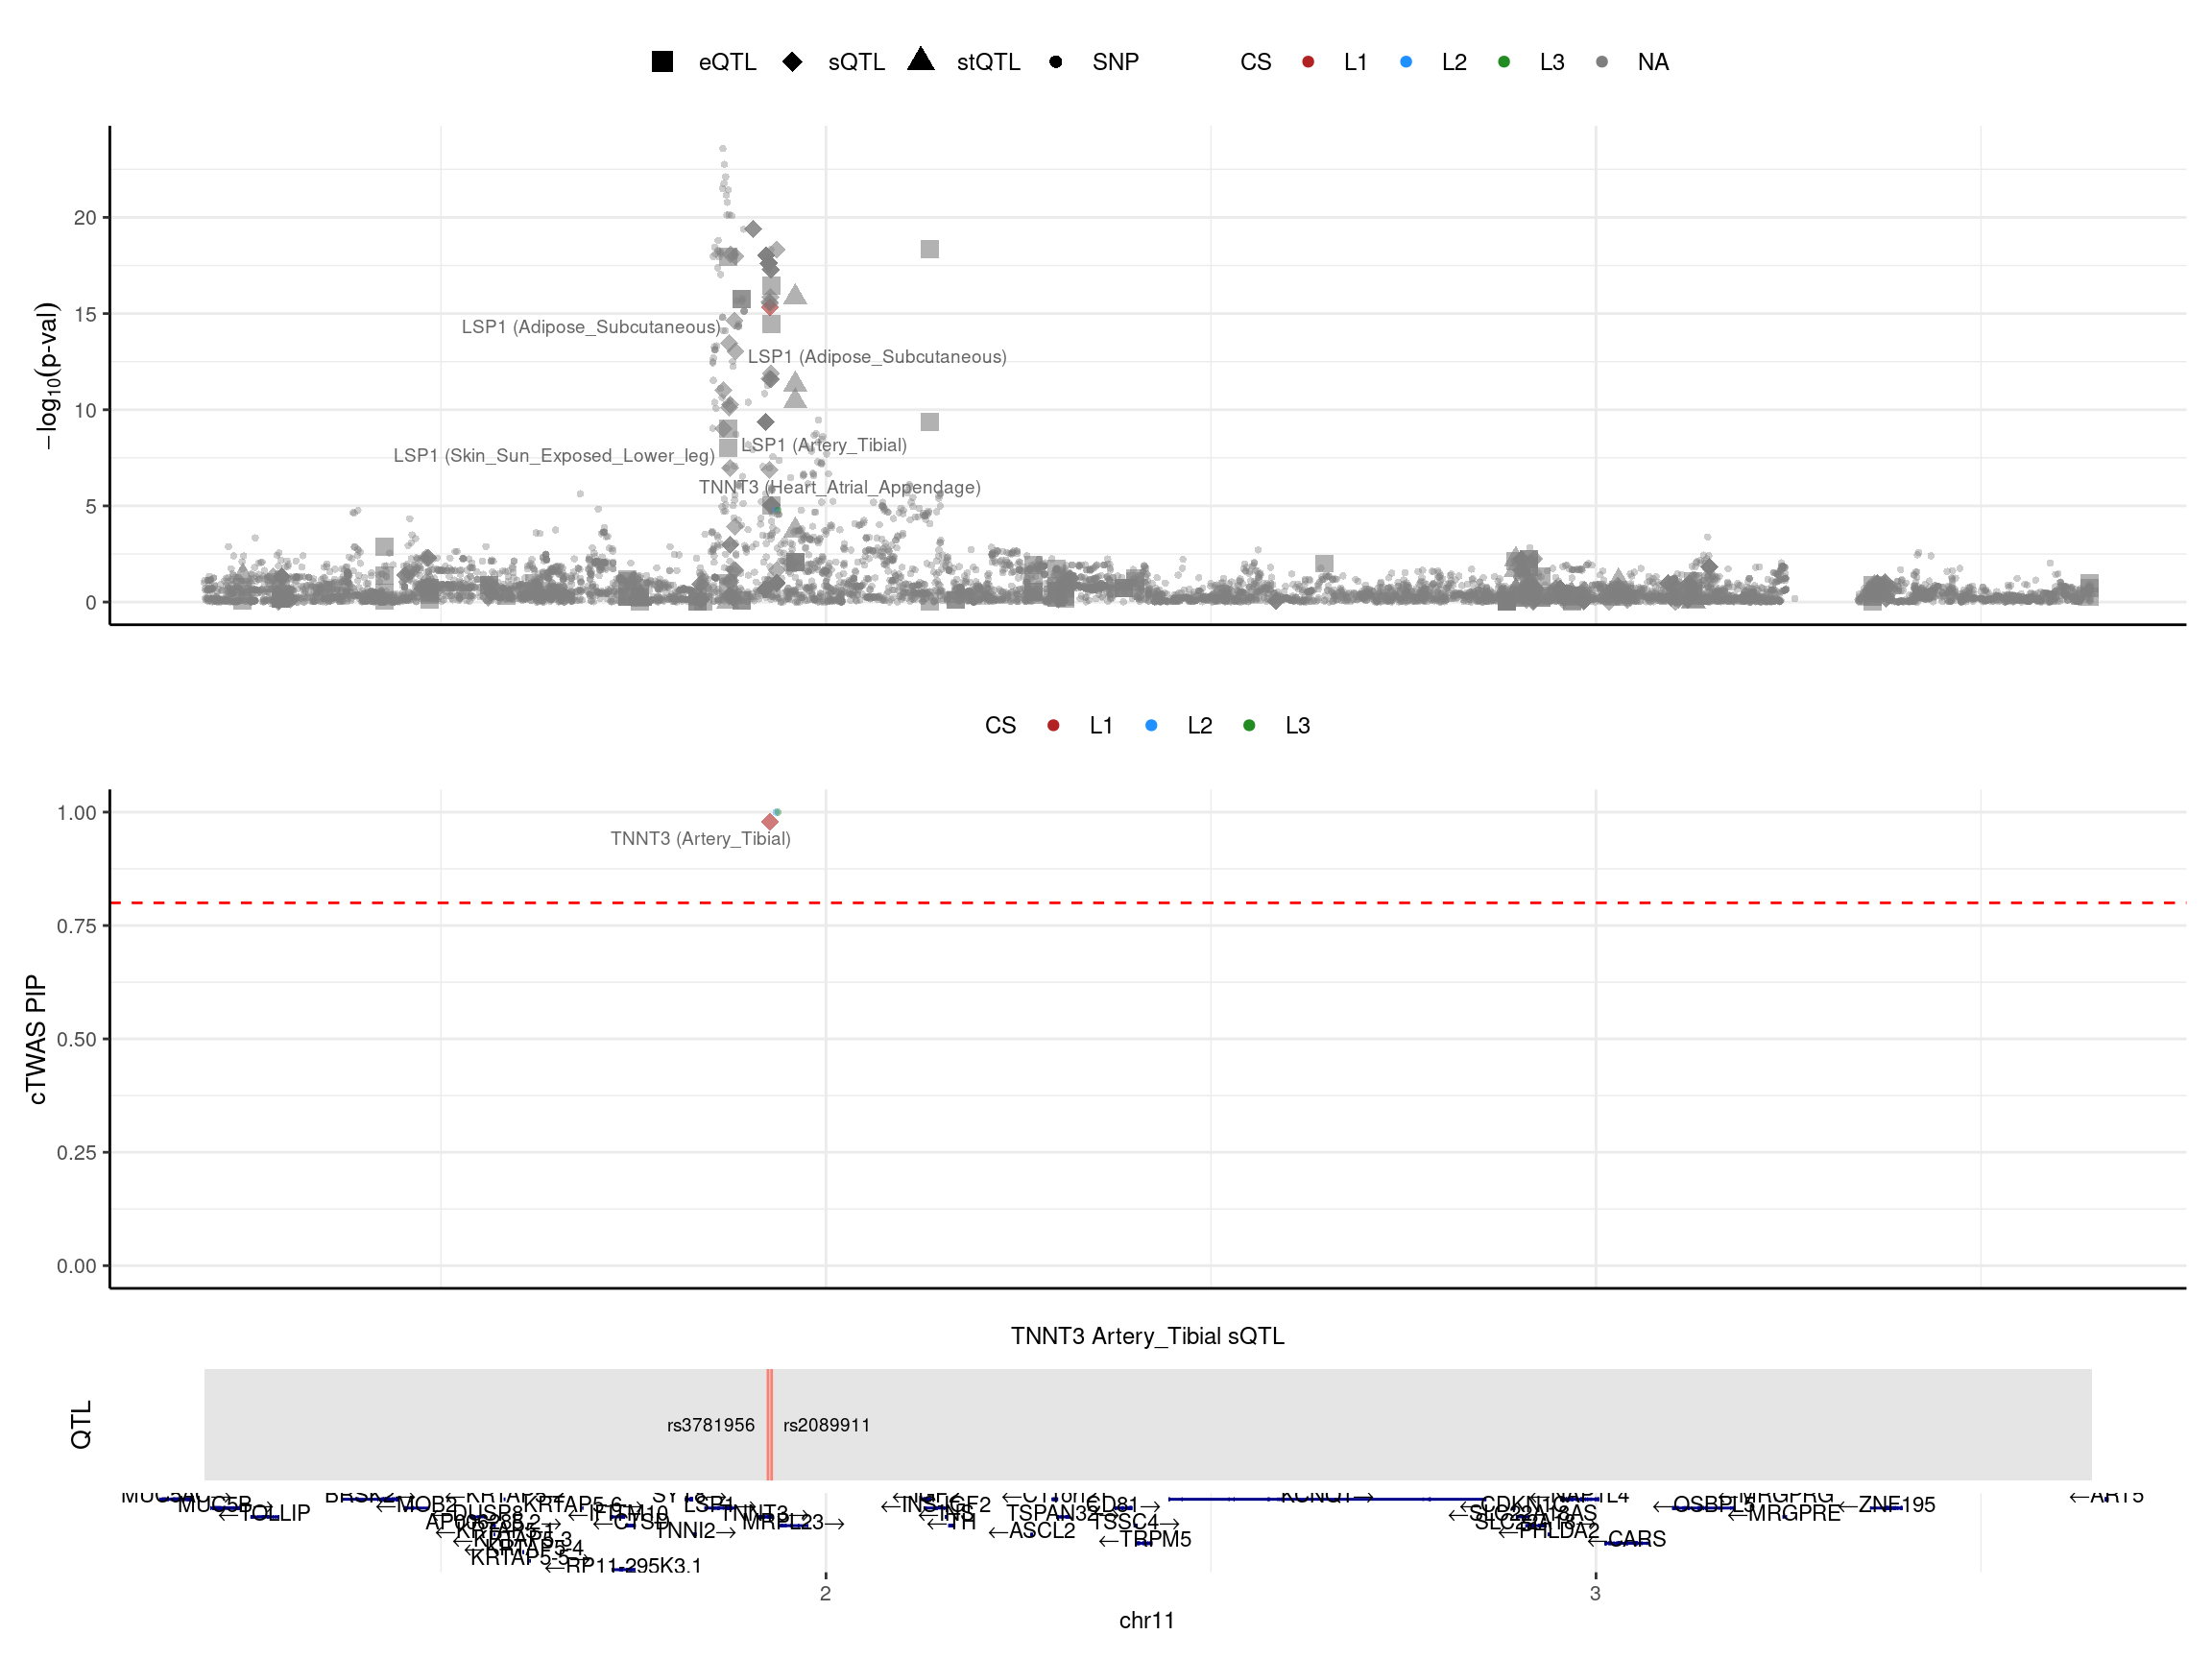 eQTL sQTL stQTL SNP CS L1 L2 L3 NA
−log10(p-val)
20
15
10
5
0
LSP1 (Adipose_Subcutaneous)
LSP1 (Adipose_Subcutaneous)
LSP1 (Artery_Tibial)
LSP1 (Skin_Sun_Exposed_Lower_leg)
TNNT3 (Heart_Atrial_Appendage)
CS L1 L2 L3
cTWAS PIP
1.00
0.75
0.50
0.25
0.00
TNNT3 (Artery_Tibial)
TNNT3 Artery_Tibial sQTL
QTL
rs3781956 rs2089911
BRSK2→ KCNQ1→ ←ART5
MUC5B→ ←MOB2 LSP1→ CD81→ ←OSBPL5 ←ZNF195
←TOLLIP DUSP8 ←IFITM10 TNNT3→ TSPAN32→ ←MRGPRE
←CTSD MRPL23→ ←TH TSSC4→
TNNI2→ ←ASCL2 ←PHLDA2
←TRPM5 ←CARS
←RP11-295K3.1
2 3
chr11